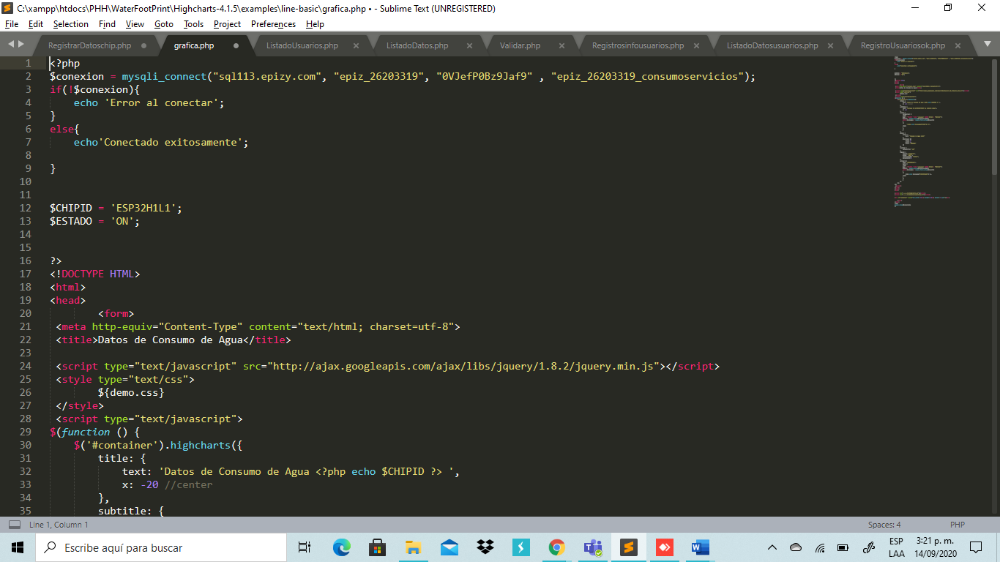 C:\xampp\htdocs\PHH\WaterFootPrint\Highcharts-4.1.5\examples\line-basic\grafica.php • - Sublime Text (UNREGISTERED)
File Edit Selection Find View Goto Tools Project Preferences Help
RegistrarDatoschip.php grafica.php ListadoUsuarios.php ListadoDatos.php Validar.php Registrosinfousuarios.php ListadoDatosusuarios.php RegistroUsuariosok.php
1 <?php
2 $conexion = mysqli_connect("sql113.epizy.com", "epiz_26203319", "0VJefP0Bz9Jaf9" , "epiz_26203319_consumoservicios");
3 if(!$conexion){
4 echo 'Error al conectar';
5 }
6 else{
7 echo'Conectado exitosamente';
8
9 }
10
11
12 $CHIPID = 'ESP32H1L1';
13 $ESTADO = 'ON';
14
15
16 ?>
17 <!DOCTYPE HTML>
18 <html>
19 <head>
20 <form>
21 <meta http-equiv="Content-Type" content="text/html; charset=utf-8">
22 <title>Datos de Consumo de Agua</title>
23
24 <script type="text/javascript" src="http://ajax.googleapis.com/ajax/libs/jquery/1.8.2/jquery.min.js"></script>
25 <style type="text/css">
26 ${demo.css}
27 </style>
28 <script type="text/javascript">
29 $(function () {
30 $('#container').highcharts({
31 title: {
32 text: 'Datos de Consumo de Agua <?php echo $CHIPID ?> ',
33 x: -20 //center
34 },
35 subtitle: {
Line 1, Column 1 Spaces: 4 PHP
Escribe aquí para buscar
ESP 3:21 p. m.
LAA 14/09/2020